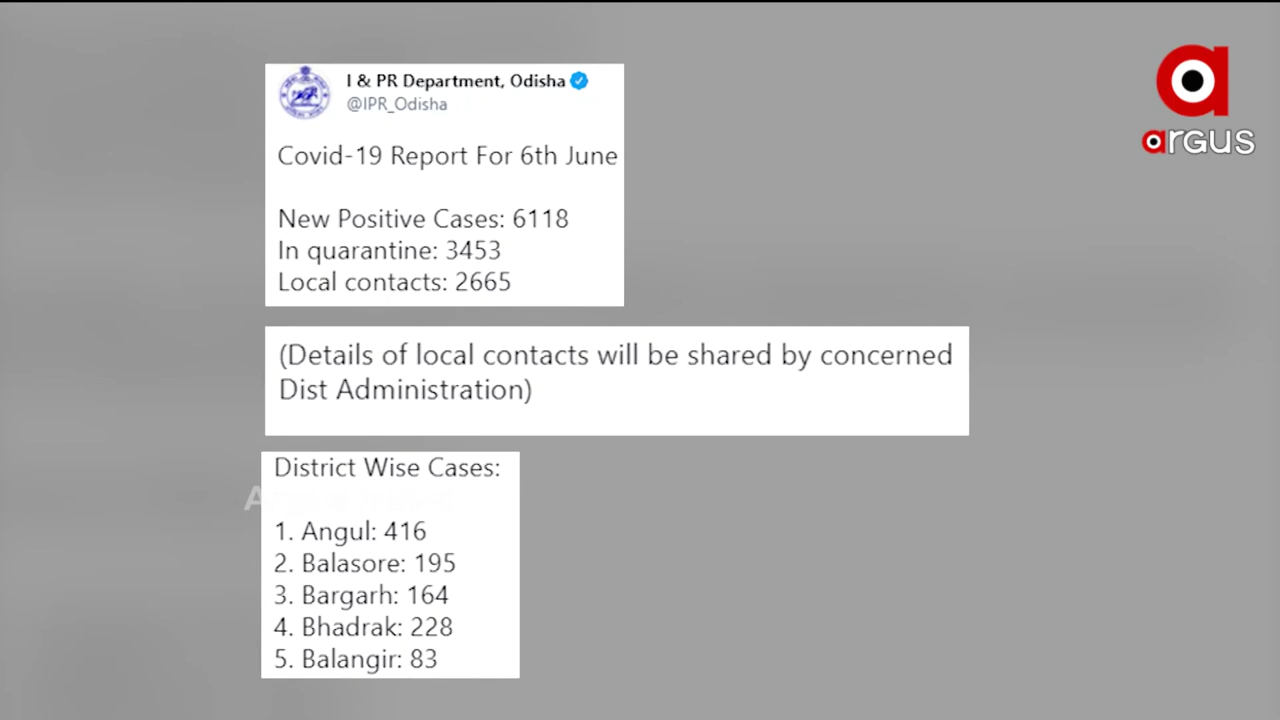 I & PR Department, Odisha
@IPR_Odisha
argus
Covid-19 Report For 6th June
New Positive Cases: 6118
In quarantine: 3453
Local contacts: 2665
(Details of local contacts will be shared by concerned
Dist Administration)
District Wise Cases:
1. Angul: 416
2. Balasore: 195
3. Bargarh: 164
4. Bhadrak: 228
5. Balangir: 83